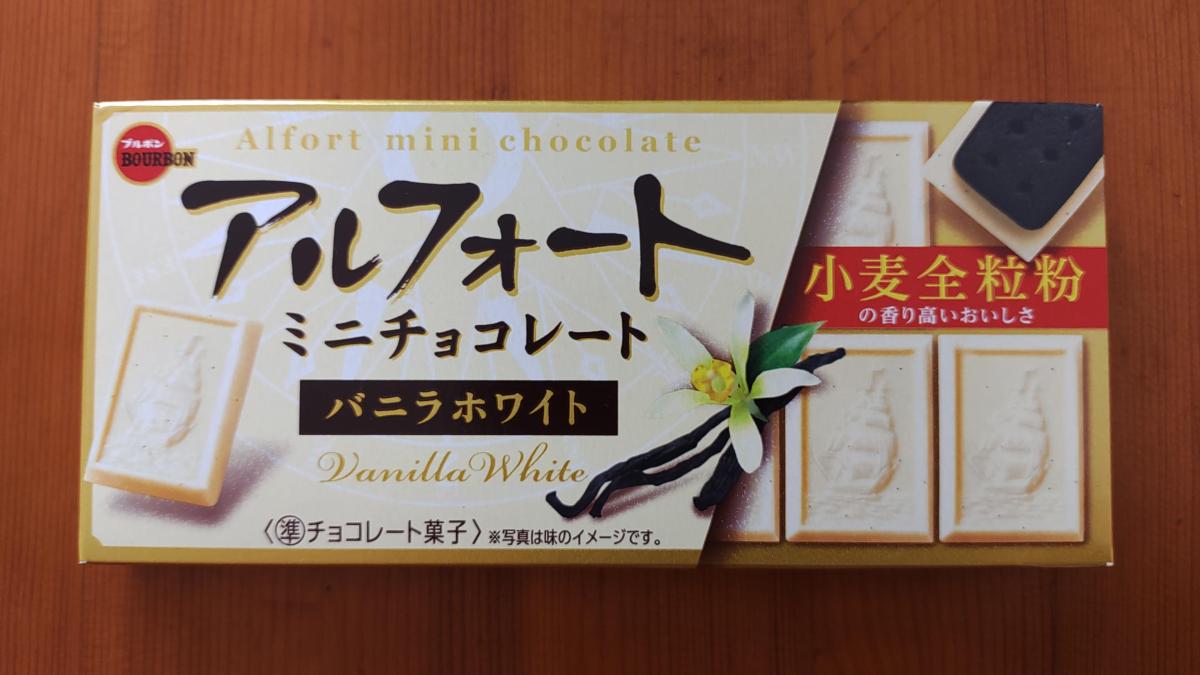 ブルボン
BOURBON
Alfort mini chocolate
アルフォート
ミニチョコレート
バニラホワイト
Vanilla White
〈㊜チョコレート菓子〉 ※写真は味のイメージです。
小麦全粒粉
の香り高いおいしさ